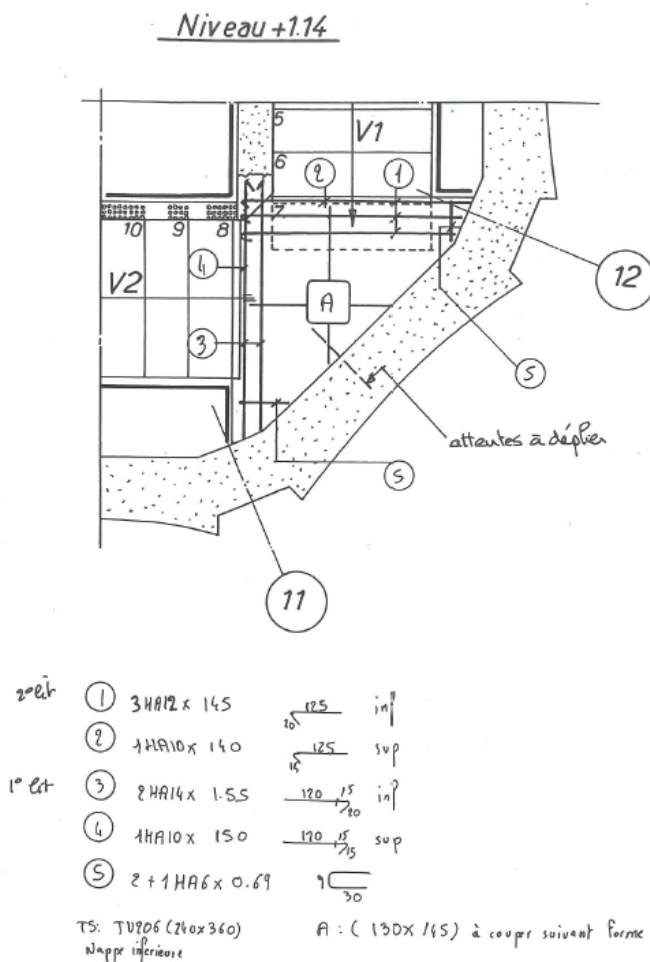 Niveau +1.14
5
V1
6
2
1
7
10 9 8
V2
4
A
12
3
5
attentes à déplier
5
11
2° lit 1 3HA12 x 145 20 125 inf
2 1HA10 x 140 15 125 sup
1° lit 3 2HA14 x 1.55 120 15 20 inf
4 1HA10 x 150 120 15 15 sup
5 2 + 1HA6 x 0.69 9 30
TS: TU206 (240x360) A : ( 130x145) à couper suivant forme
Nappe inférieure